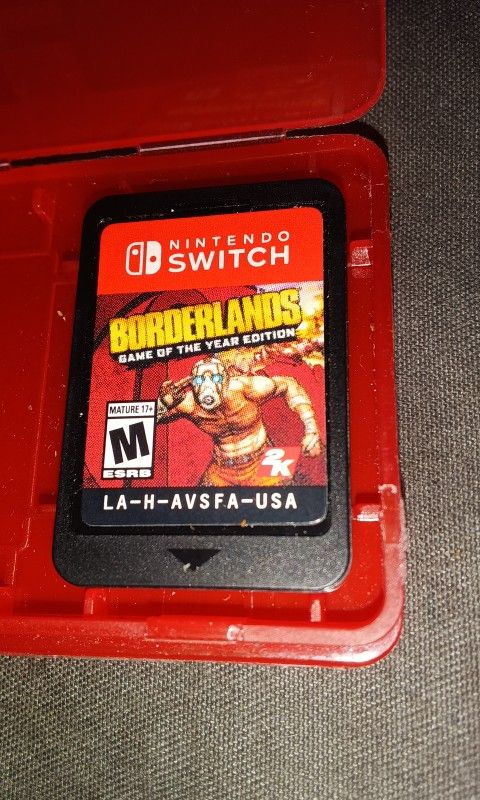 NINTENDO
SWITCH
BORDERLANDS
GAME OF THE YEAR EDITION
MATURE 17+
M
ESRB
2K
LA-H-AVSFA-USA